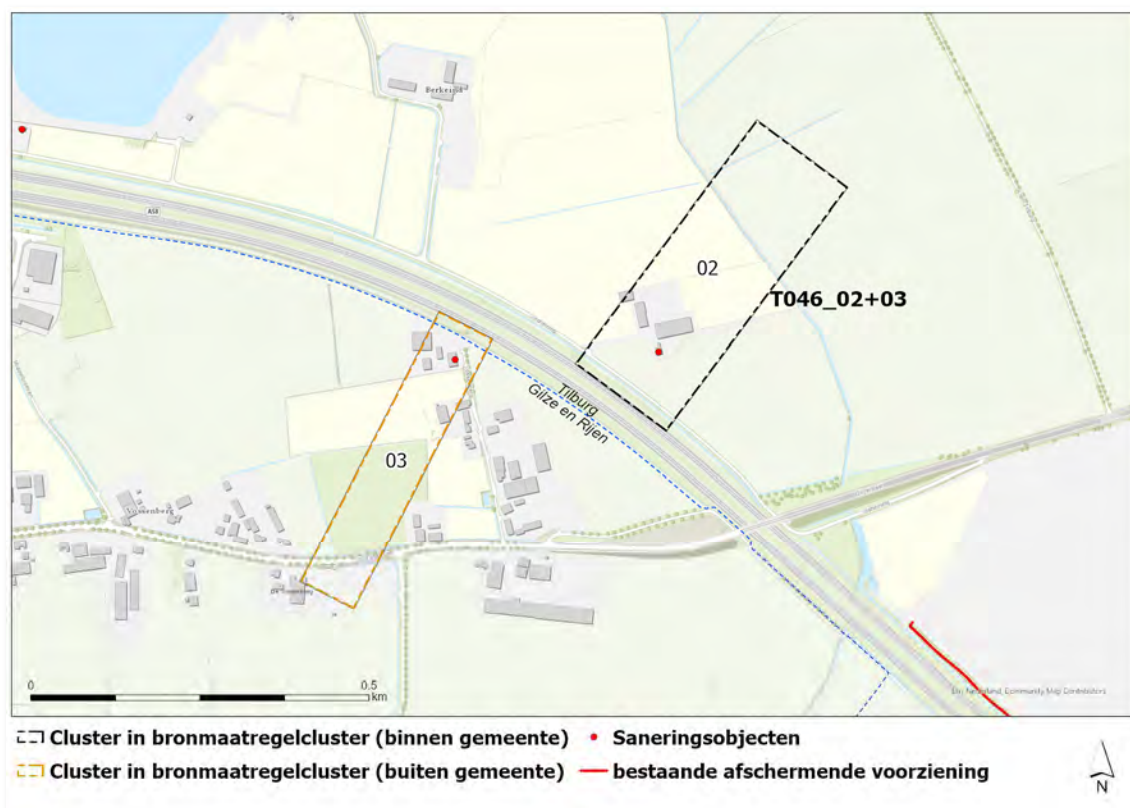 Berkeind
A58
02
T046_02+03
Tilburg
Gilze en Rijen
03
Vossenberg
0
0.5
km
Esri Nederland, Community Map Contributors
Cluster in bronmaatregelcluster (binnen gemeente)
Saneringsobjecten
Cluster in bronmaatregelcluster (buiten gemeente)
bestaande afschermende voorziening
N